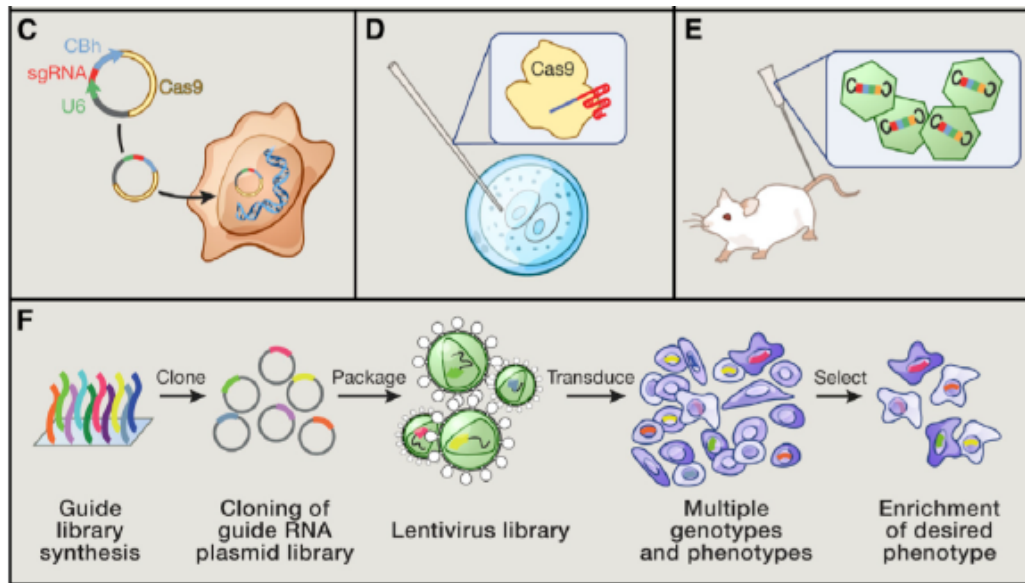 C
CBh
sgRNA
Cas9
U6
D
Cas9
E
F
Clone
Package
Transduce
Select
Guide
library
synthesis
Cloning of
guide RNA
plasmid library
Lentivirus library
Multiple
genotypes
and phenotypes
Enrichment
of desired
phenotype